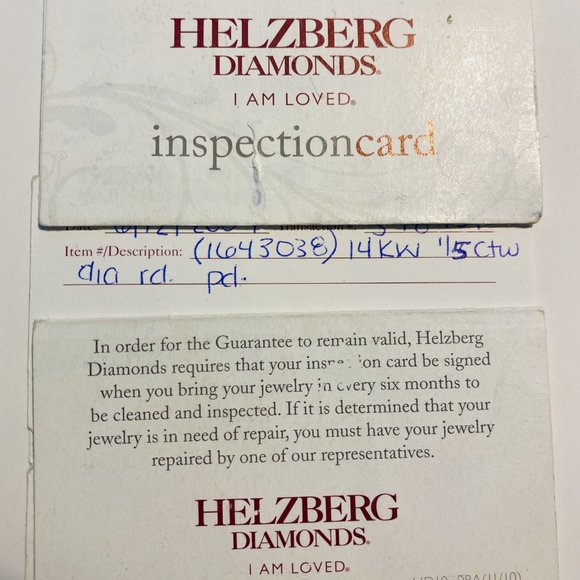 HELZBERG
DIAMONDS®
I AM LOVED®
inspectioncard
Item #/Description: (1643038) 14KW 1/5ctw
dia rd. pd.
In order for the Guarantee to remain valid, Helzberg
Diamonds requires that your inspection card be signed
when you bring your jewelry in every six months to
be cleaned and inspected. If it is determined that your
jewelry is in need of repair, you must have your jewelry
repaired by one of our representatives.
HELZBERG
DIAMONDS®
I AM LOVED®